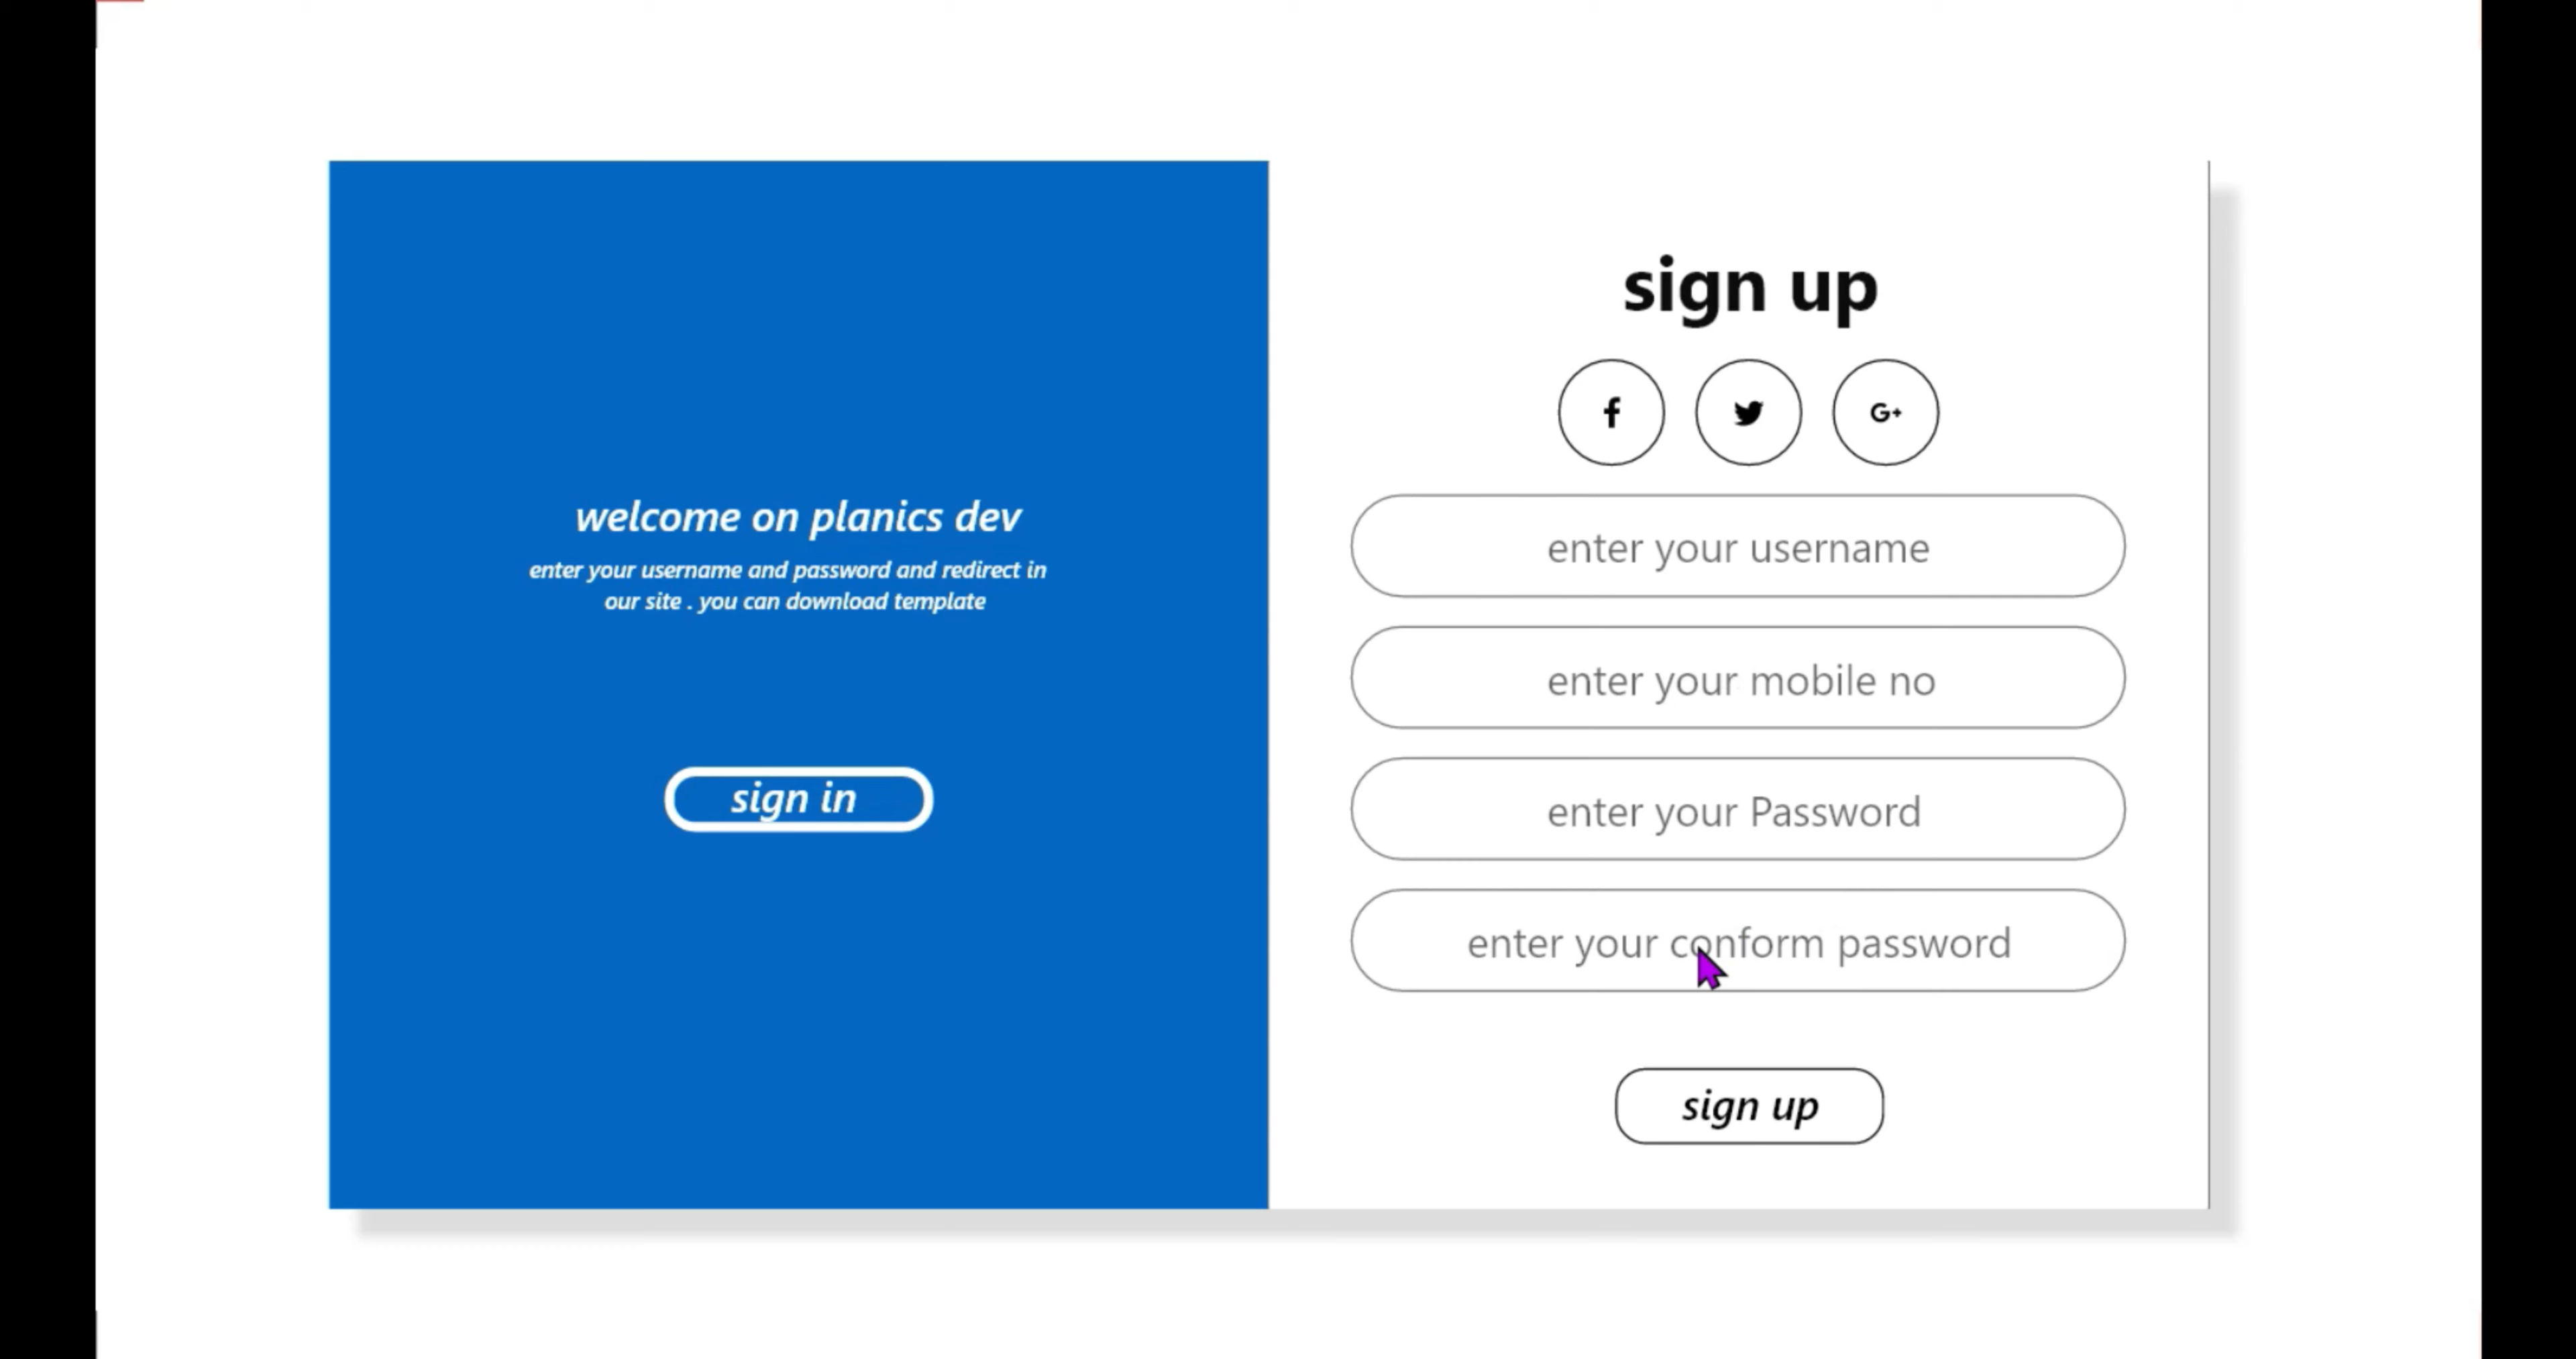 welcome on planics dev
enter your username and password and redirect in
our site . you can download template
sign in
sign up
G+
enter your username
enter your mobile no
enter your Password
enter your conform password
sign up